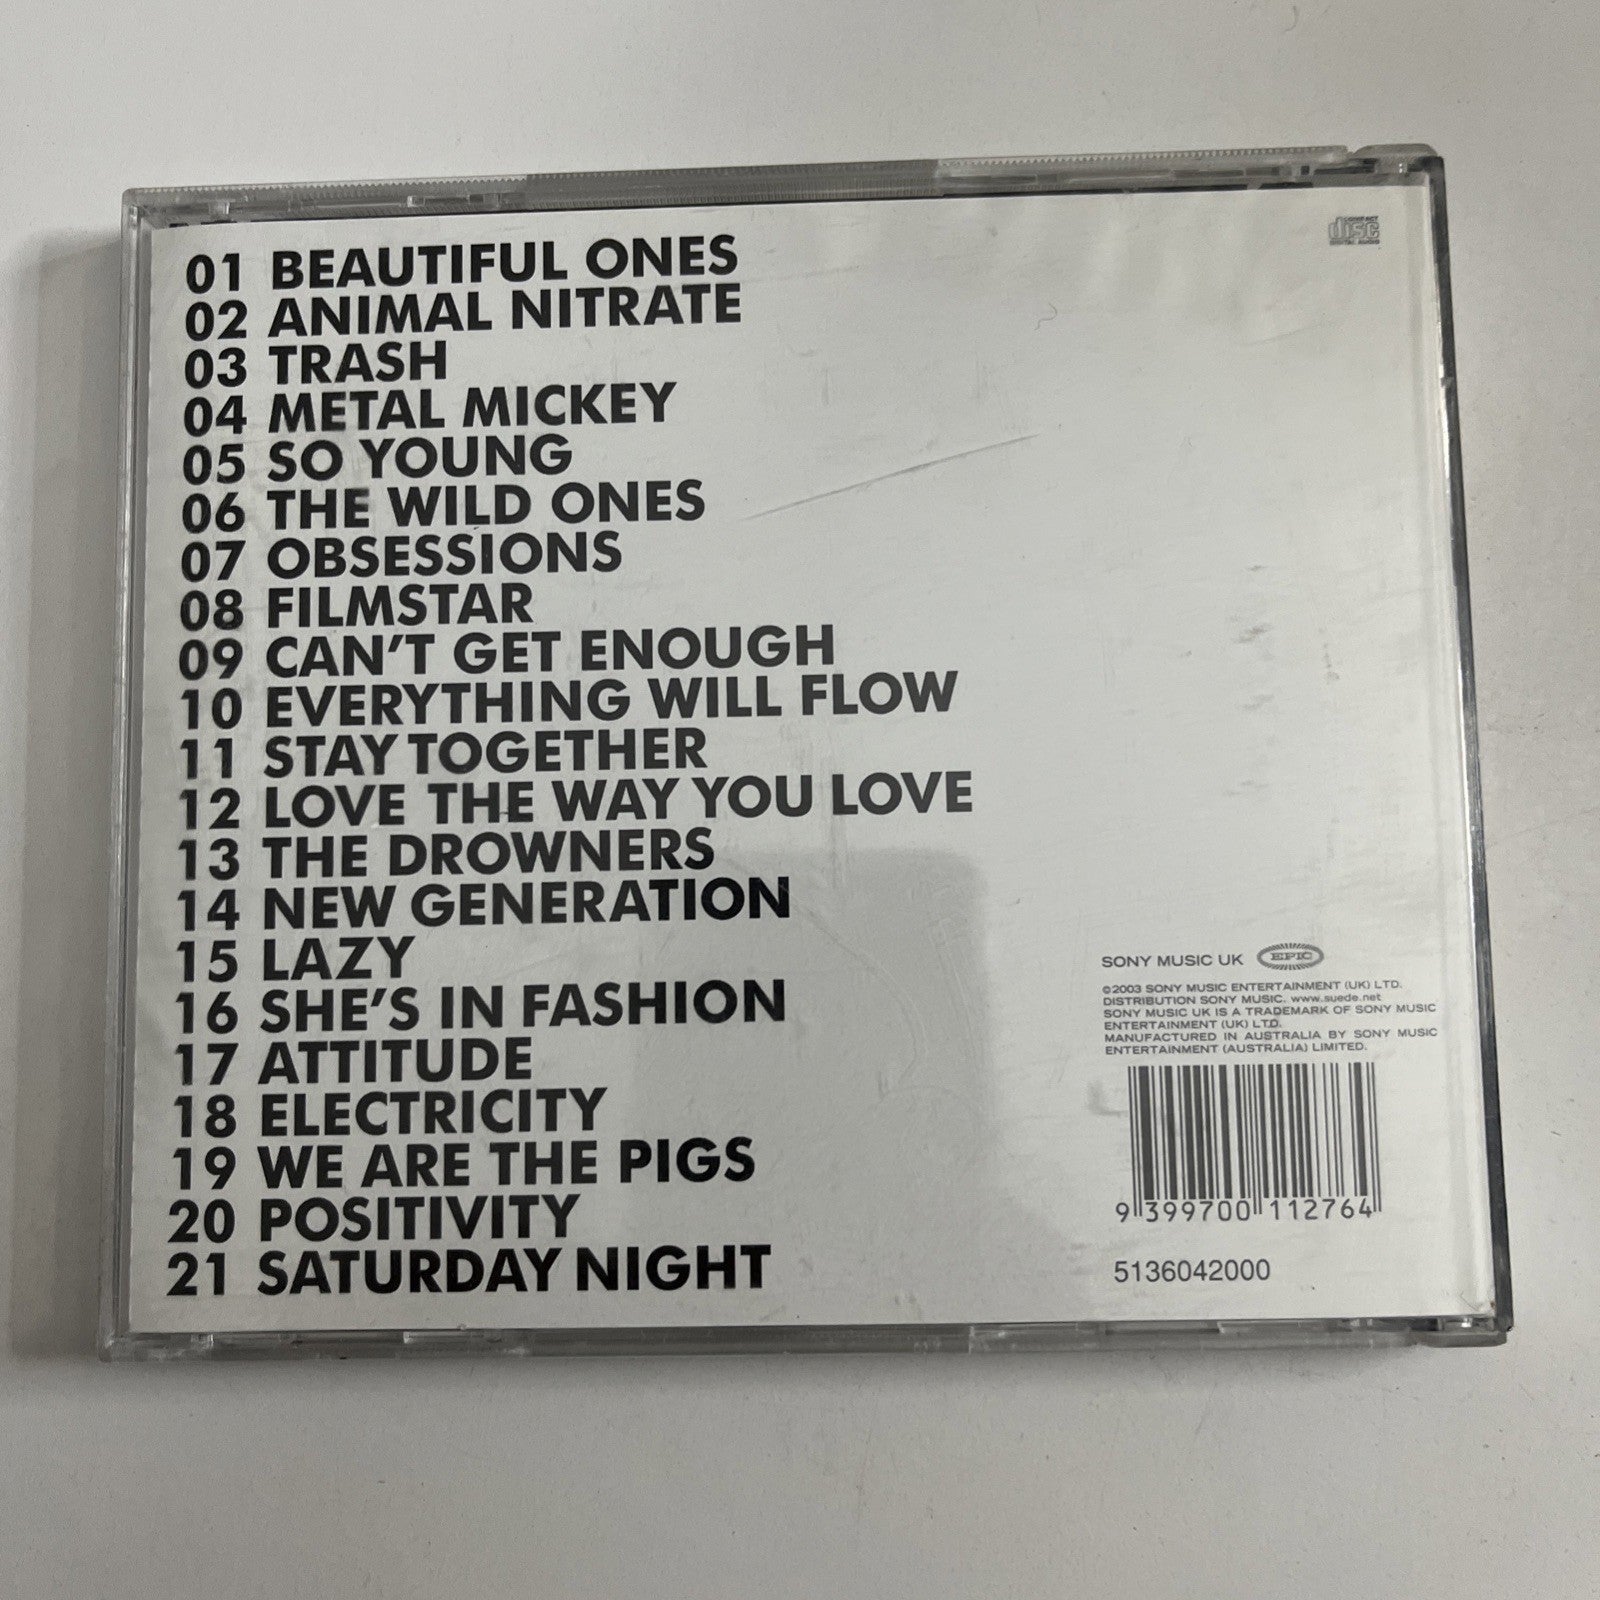 COMPACT
disc
DIGITAL AUDIO
01 BEAUTIFUL ONES
02 ANIMAL NITRATE
03 TRASH
04 METAL MICKEY
05 SO YOUNG
06 THE WILD ONES
07 OBSESSIONS
08 FILMSTAR
09 CAN'T GET ENOUGH
10 EVERYTHING WILL FLOW
11 STAY TOGETHER
12 LOVE THE WAY YOU LOVE
13 THE DROWNERS
14 NEW GENERATION
15 LAZY
16 SHE'S IN FASHION
17 ATTITUDE
18 ELECTRICITY
19 WE ARE THE PIGS
20 POSITIVITY
21 SATURDAY NIGHT
SONY MUSIC UK EPIC
©2003 SONY MUSIC ENTERTAINMENT (UK) LTD.
DISTRIBUTION SONY MUSIC. www.suede.net
SONY MUSIC UK IS A TRADEMARK OF SONY MUSIC
ENTERTAINMENT (UK) LTD.
MANUFACTURED IN AUSTRALIA BY SONY MUSIC
ENTERTAINMENT (AUSTRALIA) LIMITED.
9 399700 112764
5136042000